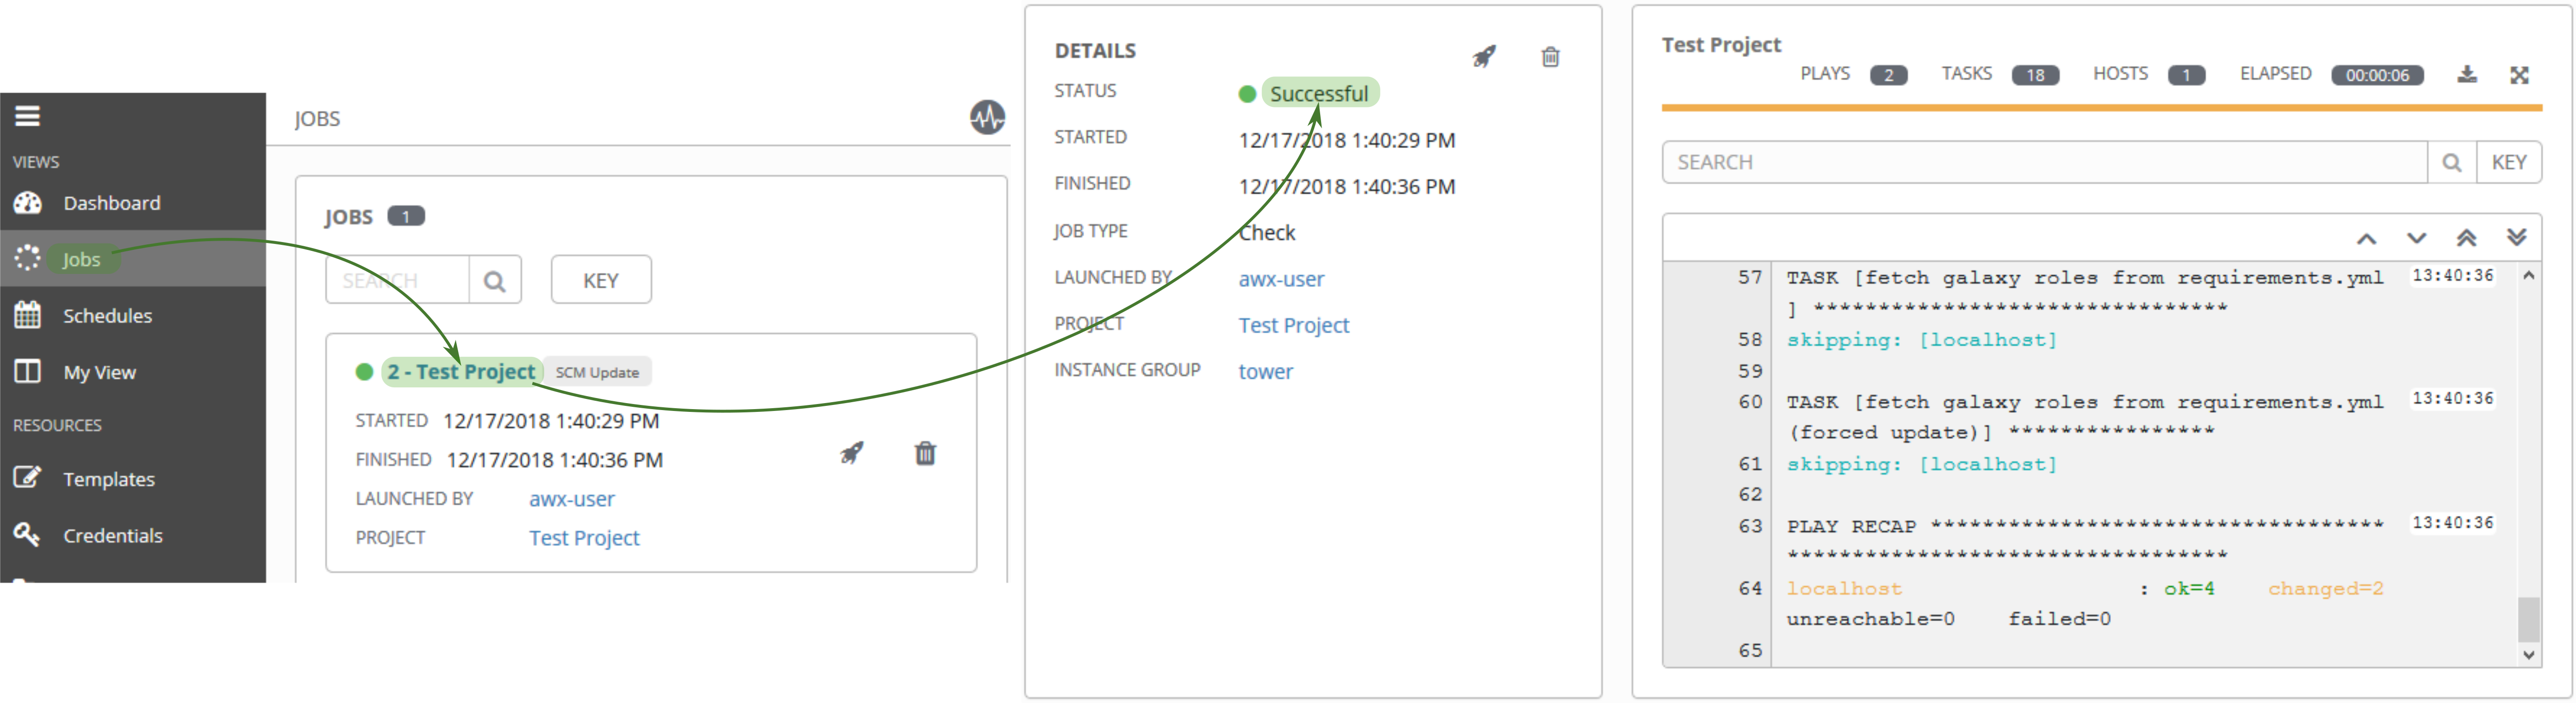 VIEWS
Dashboard
Jobs
Schedules
My View
RESOURCES
Templates
Credentials
JOBS
JOBS 1
SEARCH
KEY
2 - Test Project SCM Update
STARTED 12/17/2018 1:40:29 PM
FINISHED 12/17/2018 1:40:36 PM
LAUNCHED BY awx-user
PROJECT Test Project
DETAILS
STATUS Successful
STARTED 12/17/2018 1:40:29 PM
FINISHED 12/17/2018 1:40:36 PM
JOB TYPE Check
LAUNCHED BY awx-user
PROJECT Test Project
INSTANCE GROUP tower
Test Project
PLAYS 2 TASKS 18 HOSTS 1 ELAPSED 00:00:06
SEARCH KEY
57 TASK [fetch galaxy roles from requirements.yml 13:40:36
] ********************************
58 skipping: [localhost]
59
60 TASK [fetch galaxy roles from requirements.yml 13:40:36
(forced update)] ****************
61 skipping: [localhost]
62
63 PLAY RECAP *********************************** 13:40:36
**********************************
64 localhost : ok=4 changed=2
unreachable=0 failed=0
65